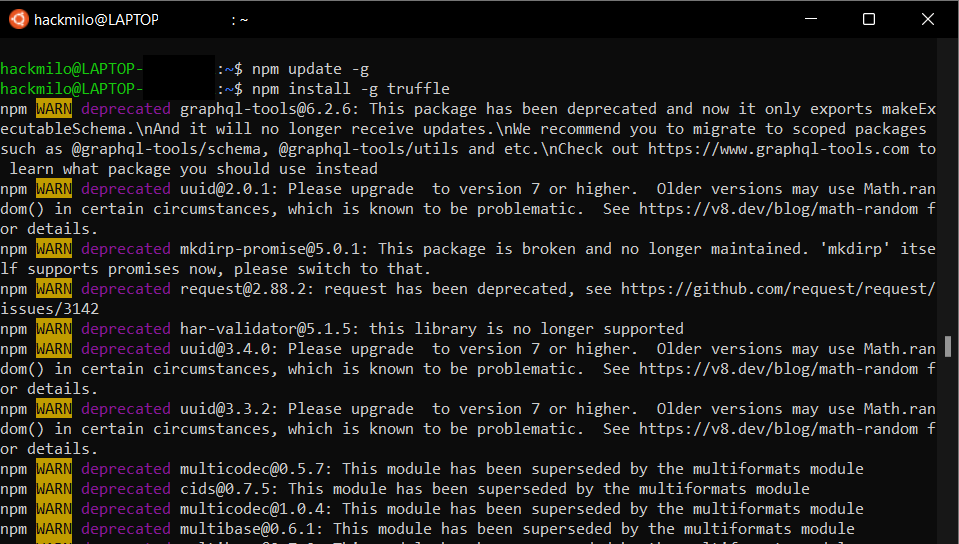 hackmilo@LAPTOP : ~
hackmilo@LAPTOP- :~$ npm update -g
hackmilo@LAPTOP- :~$ npm install -g truffle
npm WARN deprecated graphql-tools@6.2.6: This package has been deprecated and now it only exports makeEx
ecutableSchema.\nAnd it will no longer receive updates.\nWe recommend you to migrate to scoped packages
such as @graphql-tools/schema, @graphql-tools/utils and etc.\nCheck out https://www.graphql-tools.com to
learn what package you should use instead
npm WARN deprecated uuid@2.0.1: Please upgrade  to version 7 or higher.  Older versions may use Math.ran
dom() in certain circumstances, which is known to be problematic.  See https://v8.dev/blog/math-random f
or details.
npm WARN deprecated mkdirp-promise@5.0.1: This package is broken and no longer maintained. 'mkdirp' itse
lf supports promises now, please switch to that.
npm WARN deprecated request@2.88.2: request has been deprecated, see https://github.com/request/request/
issues/3142
npm WARN deprecated har-validator@5.1.5: this library is no longer supported
npm WARN deprecated uuid@3.4.0: Please upgrade  to version 7 or higher.  Older versions may use Math.ran
dom() in certain circumstances, which is known to be problematic.  See https://v8.dev/blog/math-random f
or details.
npm WARN deprecated uuid@3.3.2: Please upgrade  to version 7 or higher.  Older versions may use Math.ran
dom() in certain circumstances, which is known to be problematic.  See https://v8.dev/blog/math-random f
or details.
npm WARN deprecated multicodec@0.5.7: This module has been superseded by the multiformats module
npm WARN deprecated cids@0.7.5: This module has been superseded by the multiformats module
npm WARN deprecated multicodec@1.0.4: This module has been superseded by the multiformats module
npm WARN deprecated multibase@0.6.1: This module has been superseded by the multiformats module